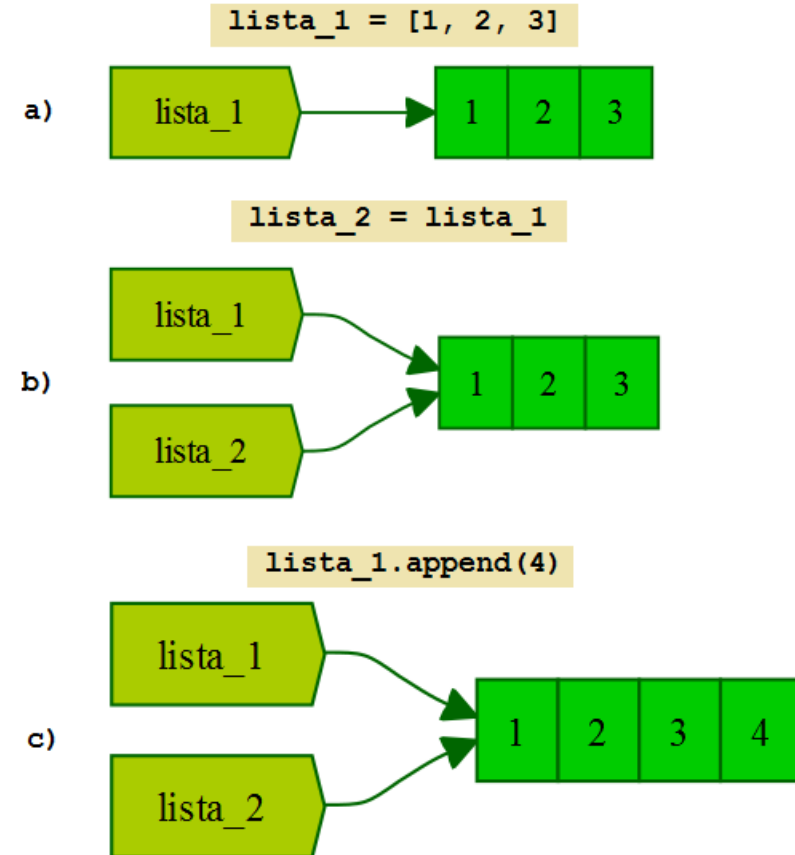 lista_1 = [1, 2, 3]
a)
lista_1
1 2 3
lista_2 = lista_1
lista_1
b)
1 2 3
lista_2
lista_1.append(4)
lista_1
c)
1 2 3 4
lista_2